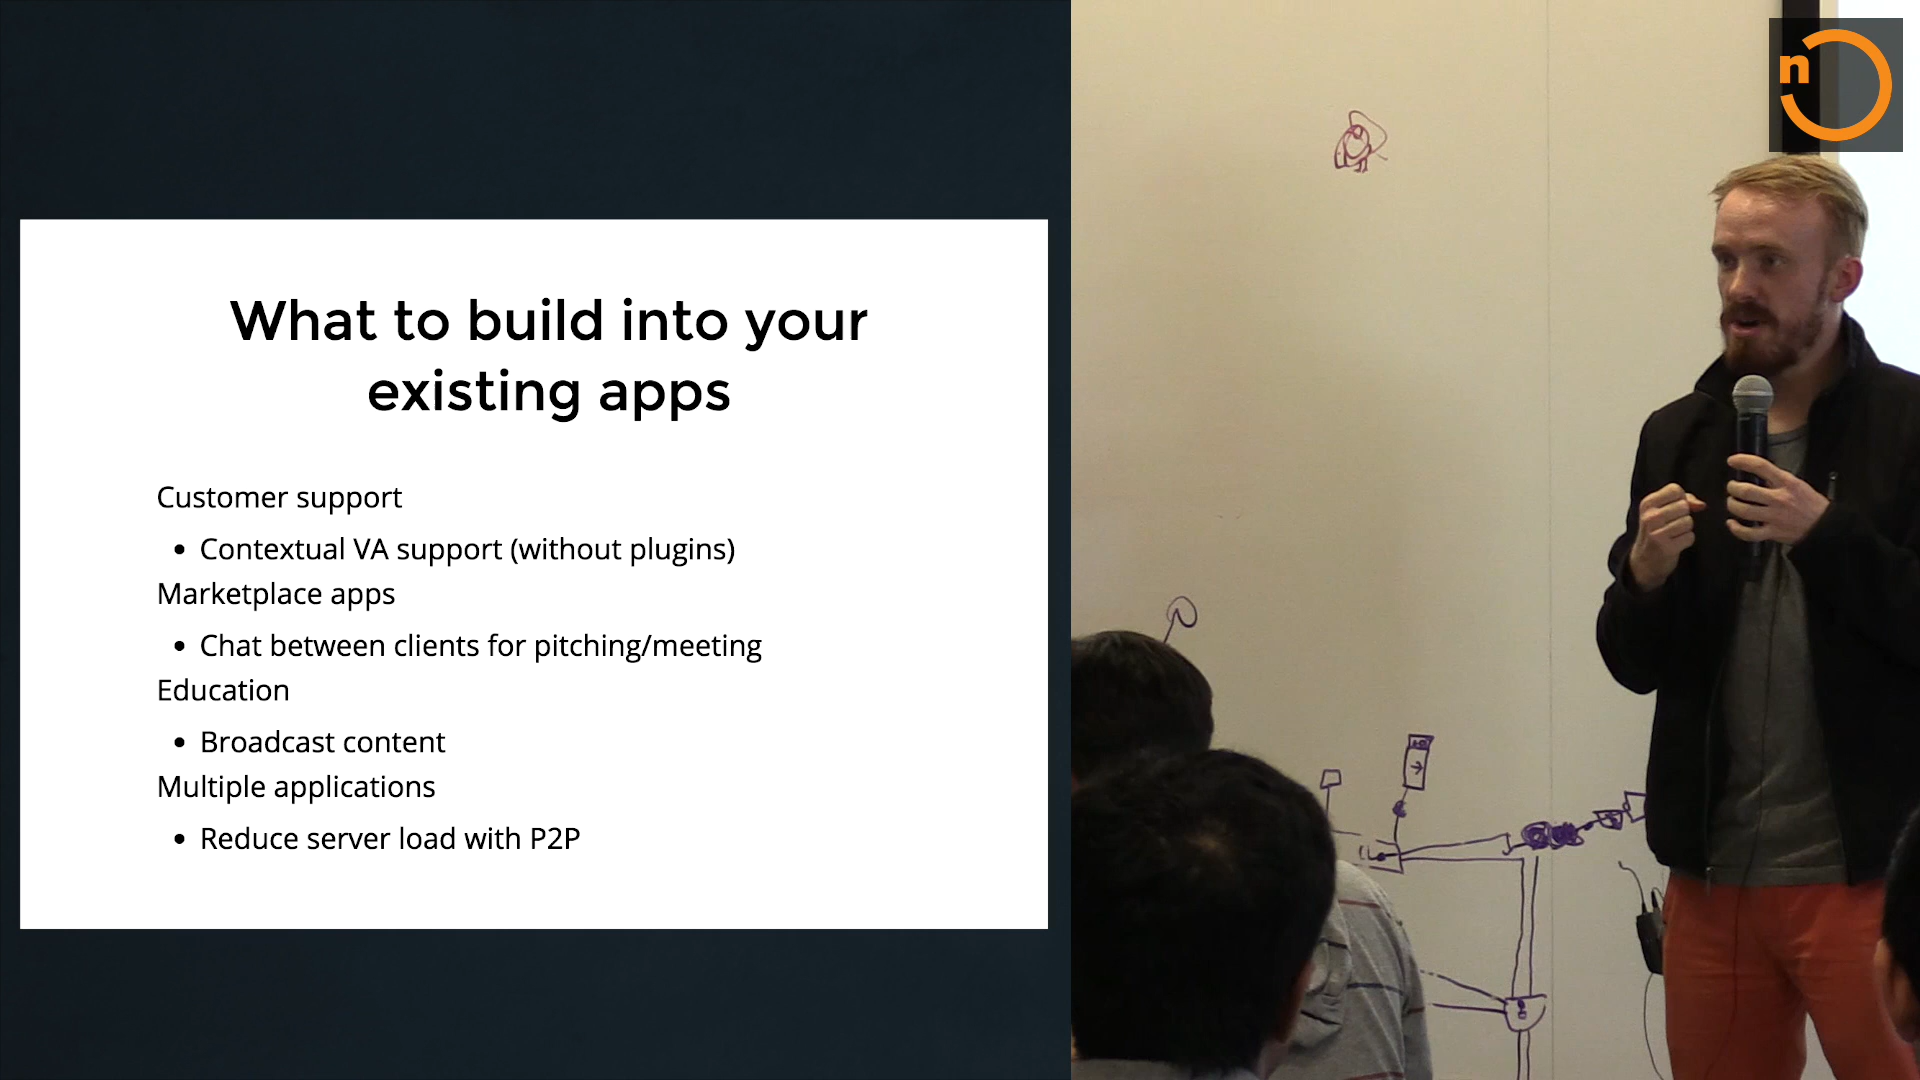 What to build into your
existing apps
Customer support
• Contextual VA support (without plugins)
Marketplace apps
• Chat between clients for pitching/meeting
Education
• Broadcast content
Multiple applications
• Reduce server load with P2P
n